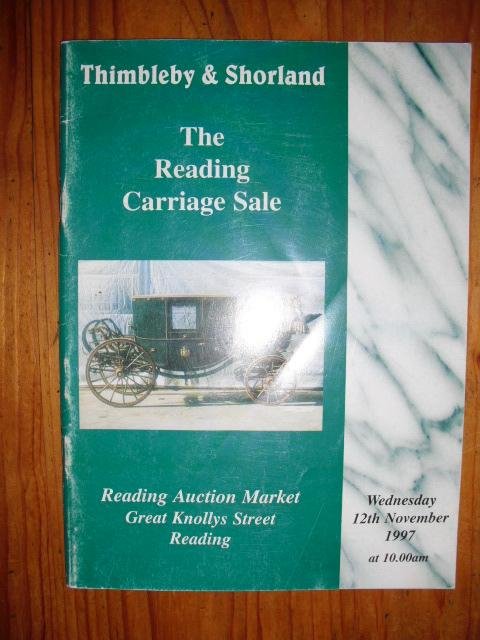 Thimbleby & Shorland
The
Reading
Carriage Sale
Reading Auction Market
Great Knollys Street
Reading
Wednesday
12th November
1997
at 10.00am